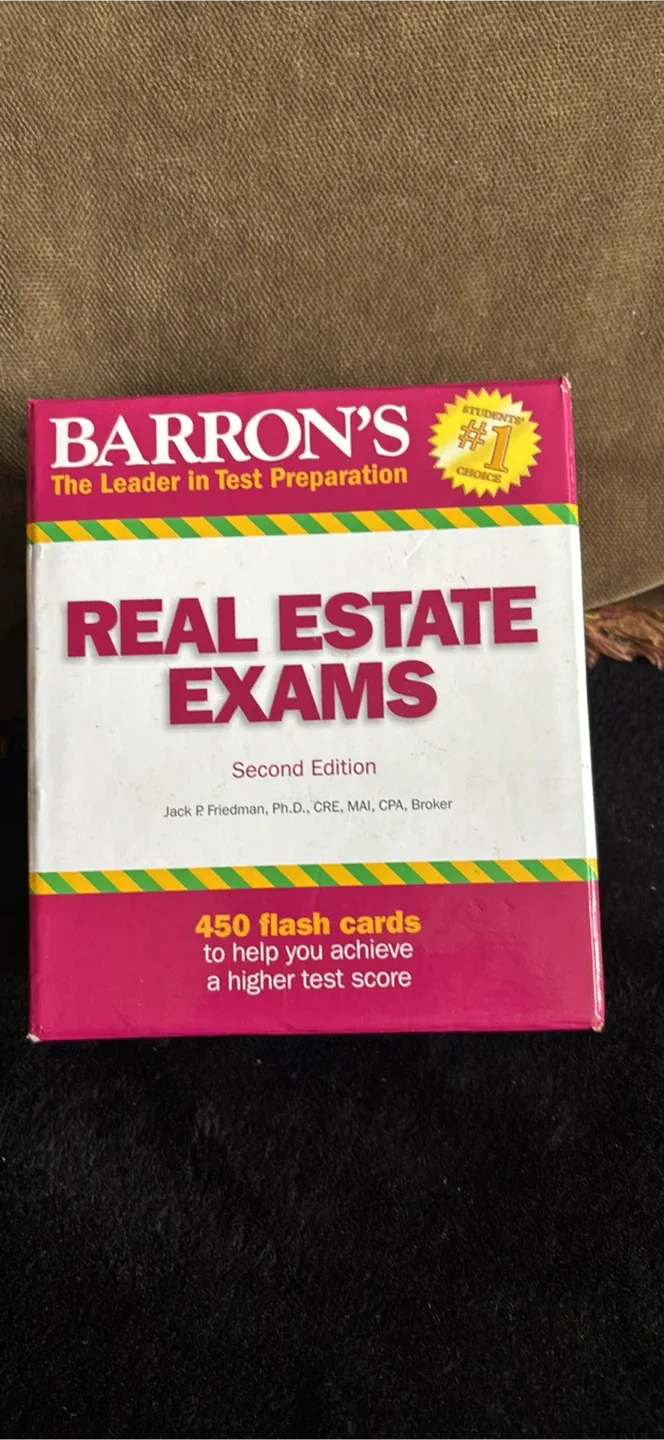 BARRON'S
The Leader in Test Preparation
STUDENTS'
#1
CHOICE
REAL ESTATE
EXAMS
Second Edition
Jack P. Friedman, Ph.D., CRE, MAI, CPA, Broker
450 flash cards
to help you achieve
a higher test score